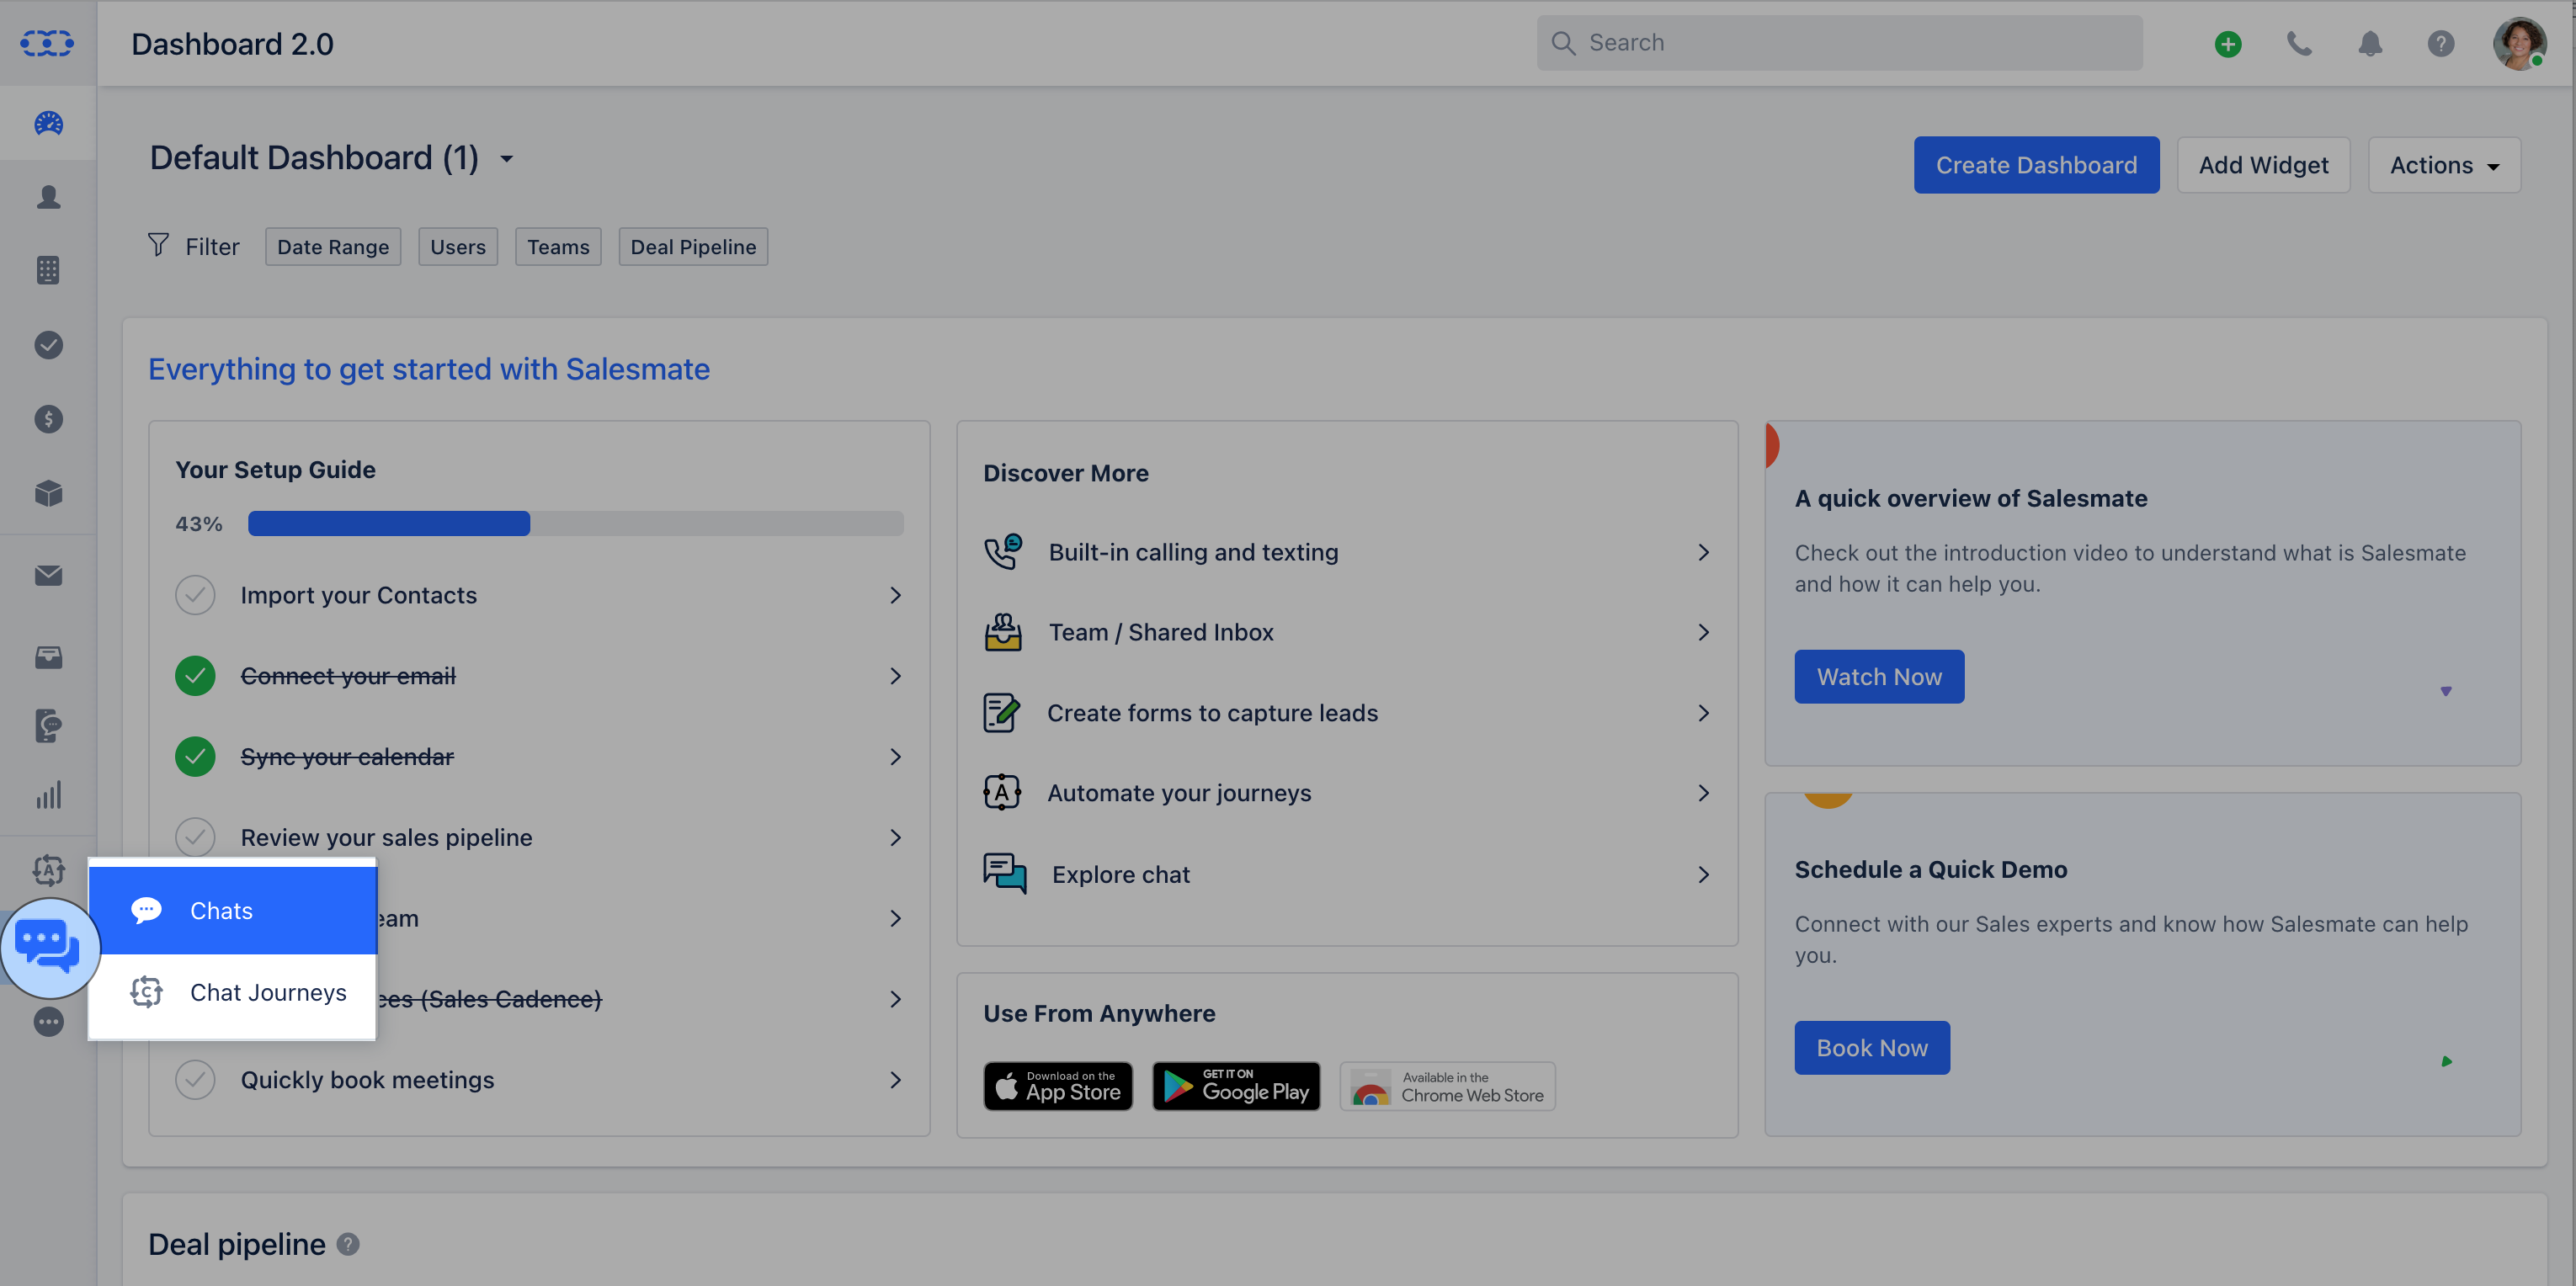 Dashboard 2.0
Search
Default Dashboard (1)
Create Dashboard
Add Widget
Actions
Filter
Date Range
Users
Teams
Deal Pipeline
Everything to get started with Salesmate
Your Setup Guide
43%
Import your Contacts
Connect your email
Sync your calendar
Review your sales pipeline
eam
ces (Sales Cadence)
Quickly book meetings
Chats
Chat Journeys
Discover More
Built-in calling and texting
Team / Shared Inbox
Create forms to capture leads
A
Automate your journeys
Explore chat
Use From Anywhere
Download on the
App Store
GET IT ON
Google Play
Available in the
Chrome Web Store
A quick overview of Salesmate
Check out the introduction video to understand what is Salesmate
and how it can help you.
Watch Now
Schedule a Quick Demo
Connect with our Sales experts and know how Salesmate can help
you.
Book Now
Deal pipeline